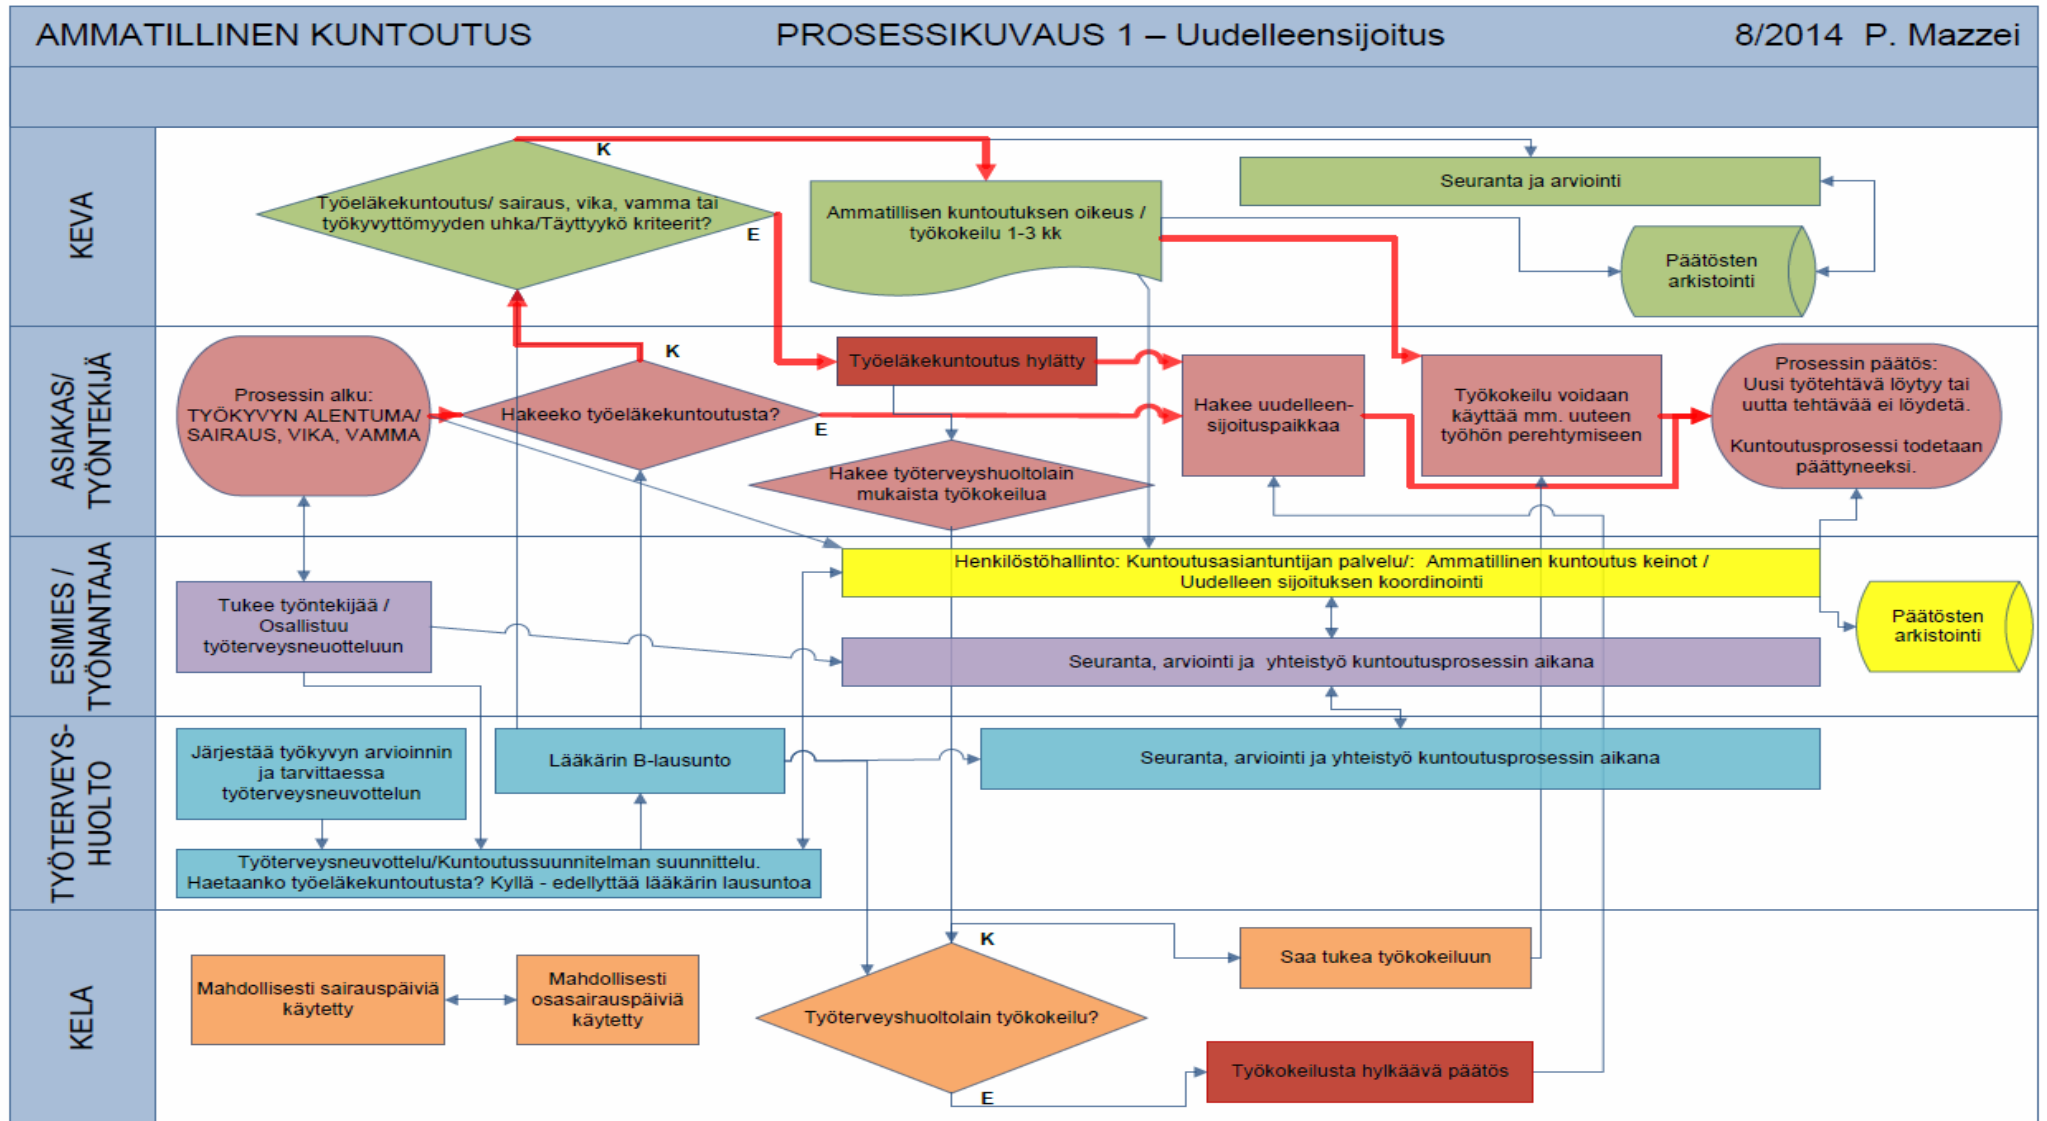 AMMATILLINEN KUNTOUTUS
PROSESSIKUVAUS 1 – Uudelleensijoitus
8/2014 P. Mazzei
KEVA
K
Työeläkekuntoutus/ sairaus, vika, vamma tai
työkyvyttömyyden uhka/Täyttyykö kriteerit?
E
Ammatillisen kuntoutuksen oikeus /
työkokeilu 1-3 kk
Seuranta ja arviointi
Päätösten
arkistointi
ASIAKAS/
TYÖNTEKIJÄ
Prosessin alku:
TYÖKYVYN ALENTUMA/
SAIRAUS, VIKA, VAMMA
K
Hakeeko työeläkekuntoutusta?
E
Työeläkekuntoutus hylätty
Hakee työterveyshuoltolain
mukaista työkokeilua
Hakee uudelleen-
sijoituspaikkaa
Työkokeilu voidaan
käyttää mm. uuteen
työhön perehtymiseen
Prosessin päätös:
Uusi työtehtävä löytyy tai
uutta tehtävää ei löydetä.
Kuntoutusprosessi todetaan
päättyneeksi.
ESIMIES /
TYÖNANTAJA
Tukee työntekijää /
Osallistuu
työterveysneuotteluun
Henkilöstöhallinto: Kuntoutusasiantuntijan palvelu/: Ammatillinen kuntoutus keinot /
Uudelleen sijoituksen koordinointi
Seuranta, arviointi ja yhteistyö kuntoutusprosessin aikana
Päätösten
arkistointi
TYÖTERVEYS-
HUOLTO
Järjestää työkyvyn arvioinnin
ja tarvittaessa
työterveysneuvottelun
Lääkärin B-lausunto
Seuranta, arviointi ja yhteistyö kuntoutusprosessin aikana
Työterveysneuvottelu/Kuntoutussuunnitelman suunnittelu.
Haetaanko työeläkekuntoutusta? Kyllä - edellyttää lääkärin lausuntoa
KELA
Mahdollisesti sairauspäiviä
käytetty
Mahdollisesti
osasairauspäiviä
käytetty
K
Työterveyshuoltolain työkokeilu?
E
Saa tukea työkokeiluun
Työkokeilusta hylkäävä päätös